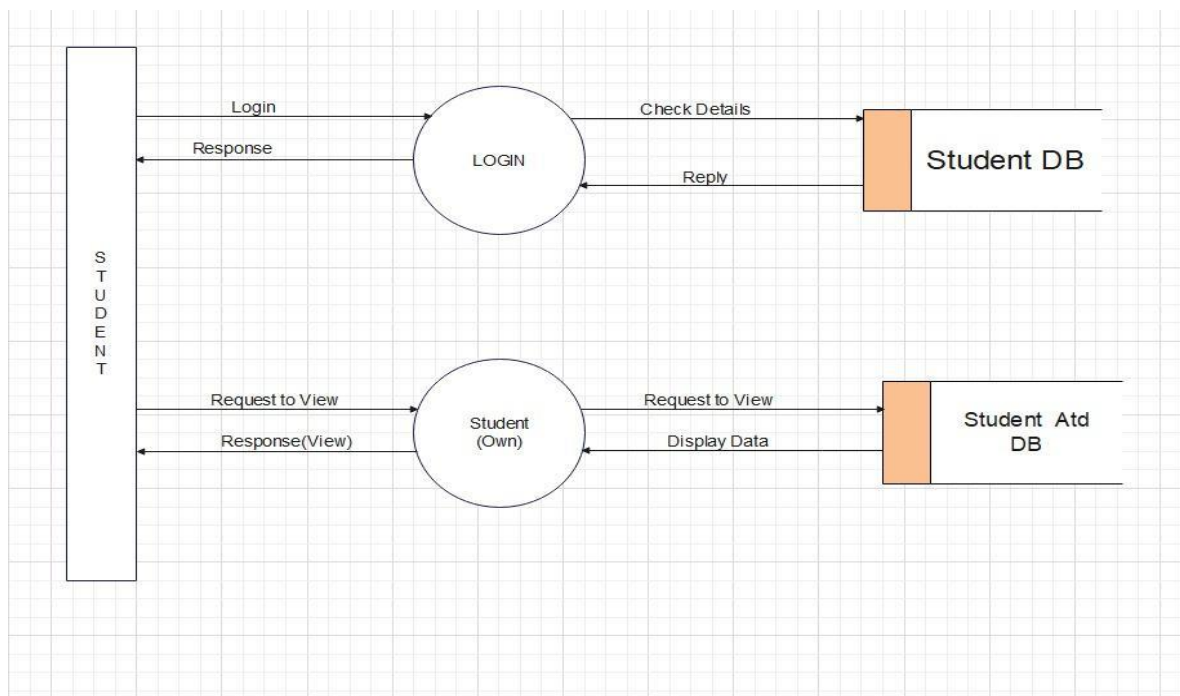 Login
Check Details
Response
LOGIN
Student DB
Reply
STUDENT
Request to View
Request to View
Student
(Own)
Student Atd
DB
Response(View)
Display Data